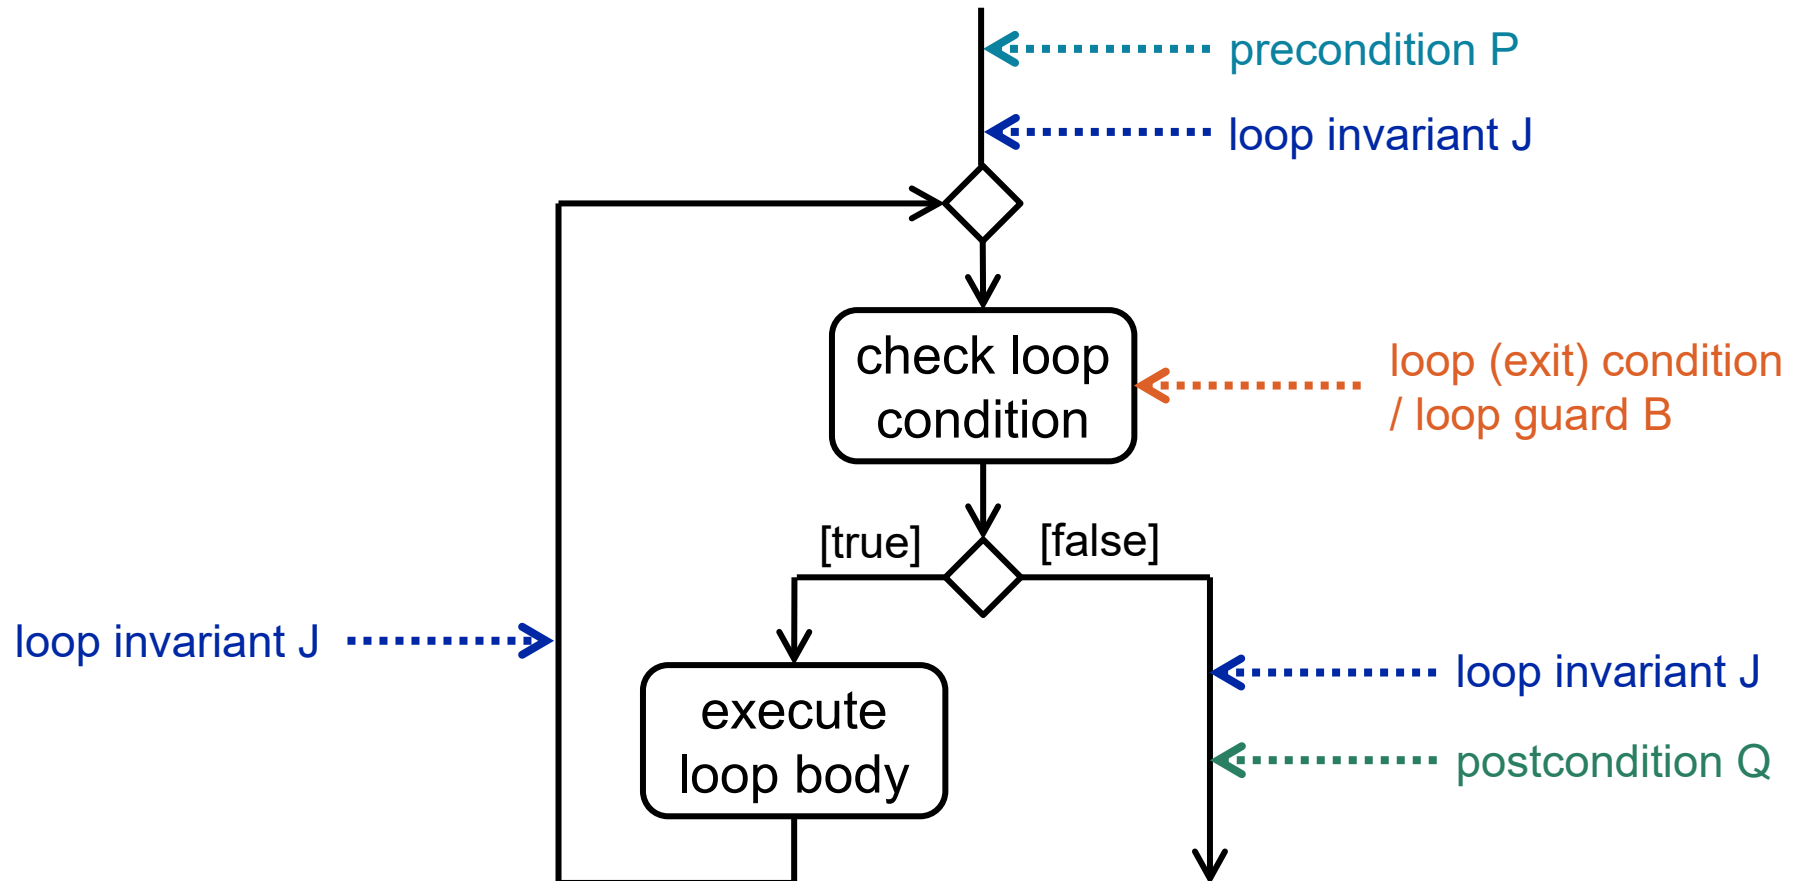 precondition P
loop invariant J
check loop
condition
loop (exit) condition
/ loop guard B
[true]
[false]
loop invariant J
execute
loop body
loop invariant J
postcondition Q